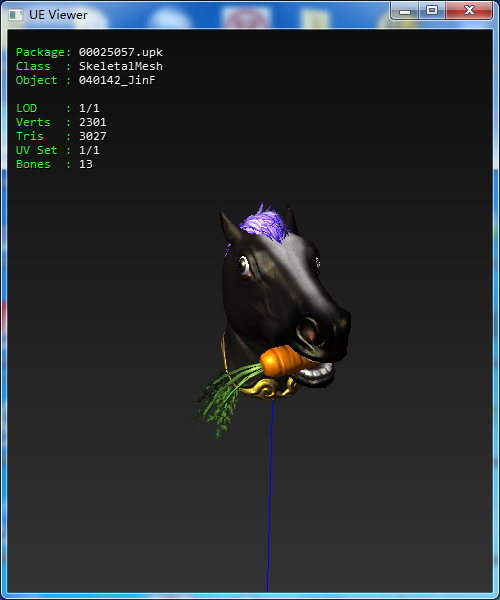 UE Viewer
Package: 00025057.upk
Class  : SkeletalMesh
Object : 040142_JinF
LOD    : 1/1
Verts  : 2301
Tris   : 3027
UV Set : 1/1
Bones  : 13